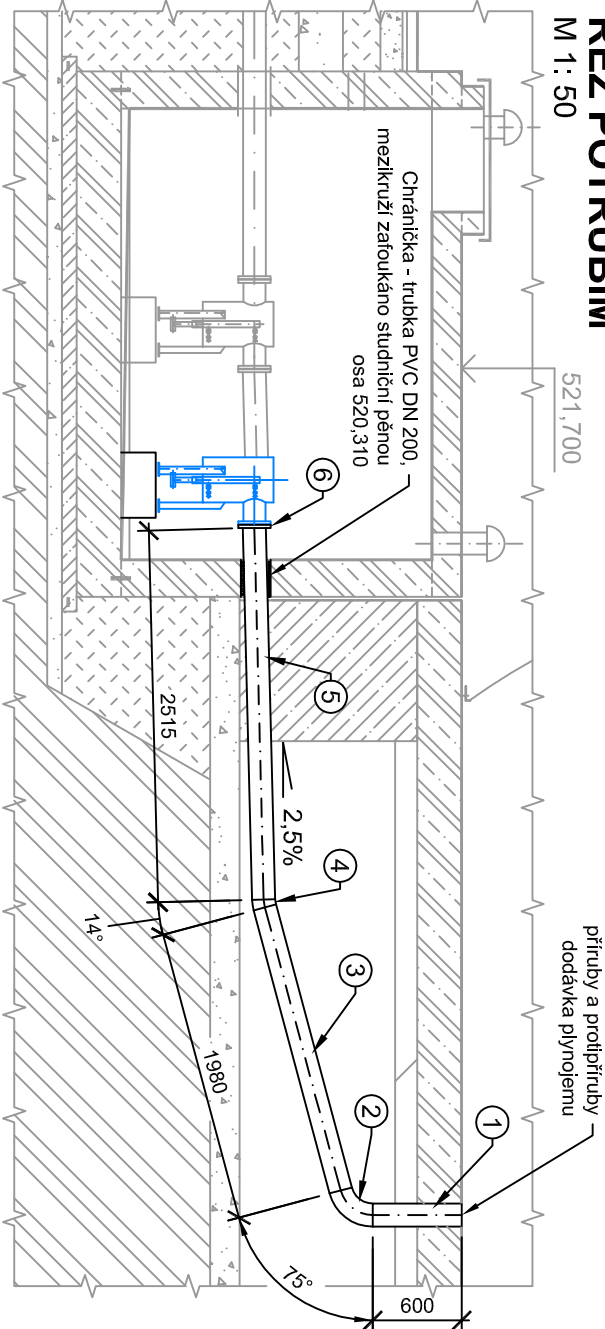 ŘEZ POTRUBÍM
M 1: 50
521,700
Chránička - trubka PVC DN 200,
mezikruží zafoukáno studniční pěnou
osa 520,310
příruby a protipříruby
dodávka plynojemu
6
5
4
3
2
1
2,5%
2515
14°
1980
75°
600